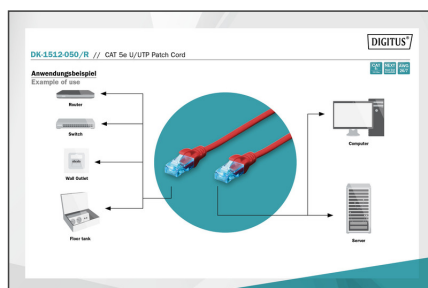 DIGITUS®
DK-1512-050/R // CAT 5e U/UTP Patch Cord
Anwendungsbeispiel
Example of use
Router
Switch
Wall Outlet
Floor tank
Computer
Server